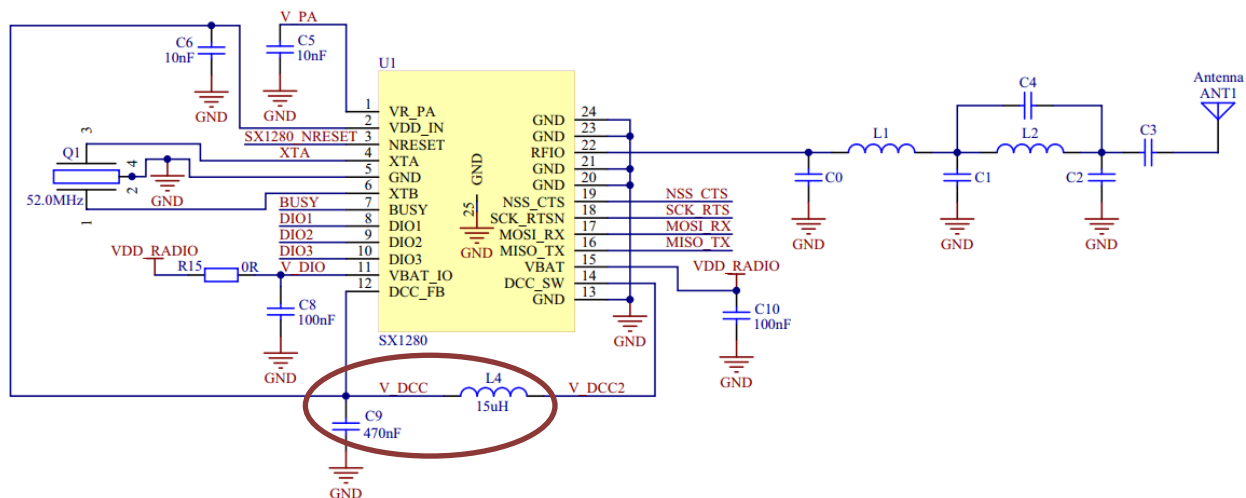 V_PA
C6
10nF
C5
10nF
GND
GND
U1
1 VR_PA
2 VDD_IN
SX1280_NRESET 3 NRESET
XTA 4 XTA
5 GND
6 XTB
BUSY 7 BUSY
DIO1 8 DIO1
DIO2 9 DIO2
DIO3 10 DIO3
V_DIO 11 VBAT_IO
12 DCC_FB
GND
25
GND
GND 24
GND 23
RFIO 22
GND 21
GND 20
NSS_CTS 19 NSS_CTS
SCK_RTSN 18 SCK_RTS
MOSI_RX 17 MOSI_RX
MISO_TX 16 MISO_TX
VBAT 15
DCC_SW 14
GND 13
SX1280
3
Q1
4
2
52.0MHz
1
GND
VDD_RADIO
R15 0R
C8
100nF
GND
VDD_RADIO
C10
100nF
GND
GND
L1
C4
L2
C3
Antenna
ANT1
C0
C1
C2
GND
GND
GND
V_DCC
L4
15uH
V_DCC2
C9
470nF
GND